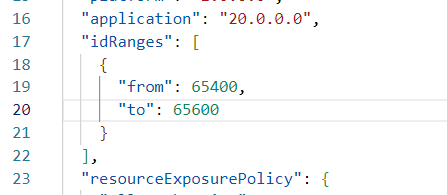 16 "application": "20.0.0.0",
17 "idRanges": [
18 {
19 "from": 65400,
20 "to": 65600
21 }
22 ],
23 "resourceExposurePolicy": {